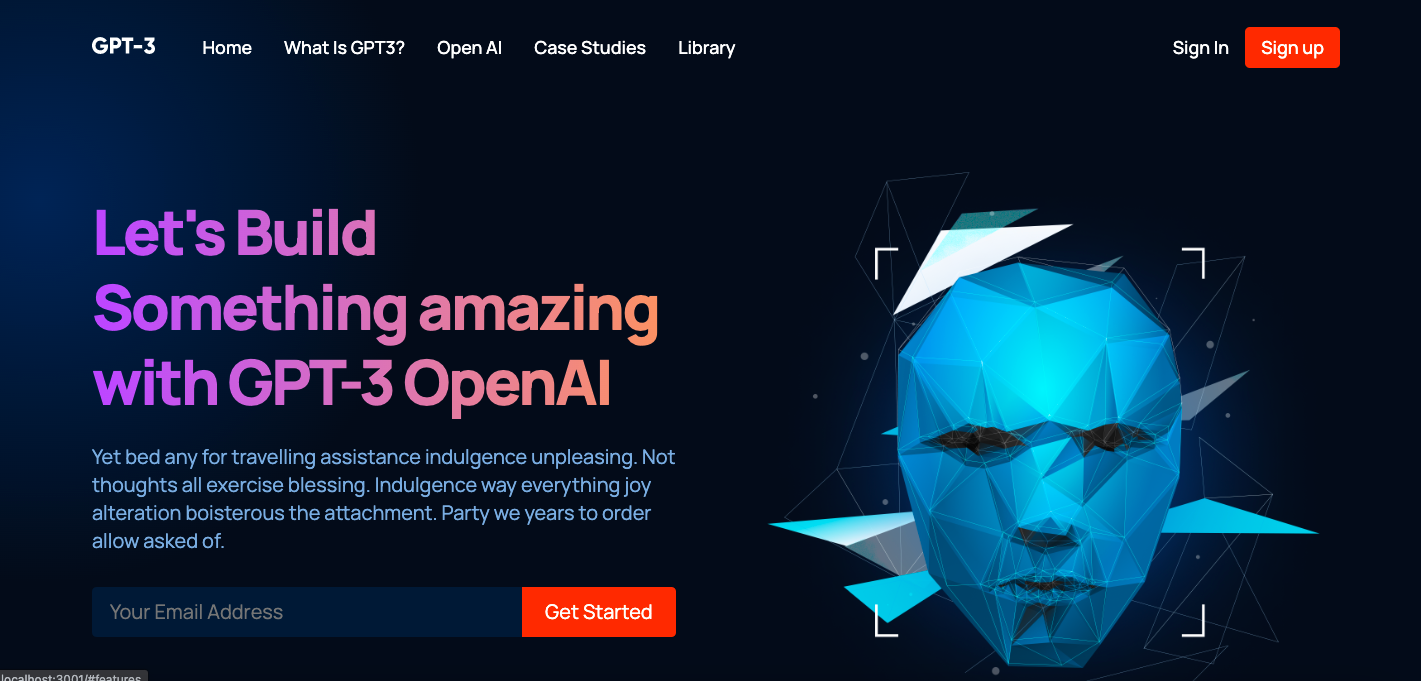 GPT-3
Home What Is GPT3? Open AI Case Studies Library
Sign In Sign up
Let's Build
Something amazing
with GPT-3 OpenAI
Yet bed any for travelling assistance indulgence unpleasing. Not
thoughts all exercise blessing. Indulgence way everything joy
alteration boisterous the attachment. Party we years to order
allow asked of.
Your Email Address Get Started
localhost:3001/#features